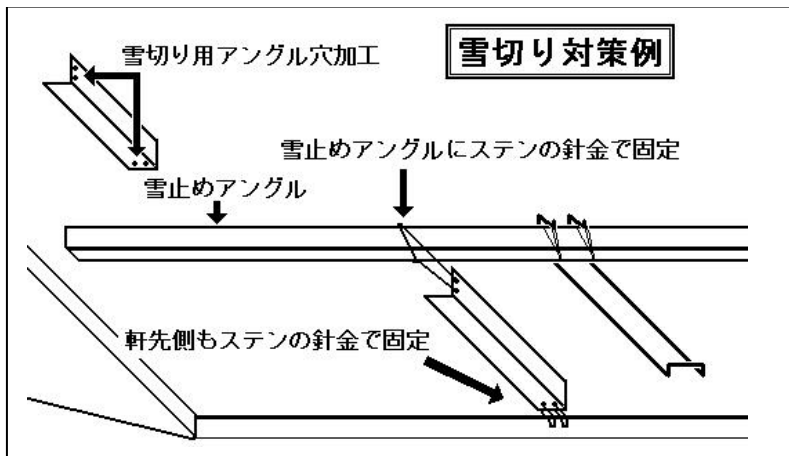 雪切り用アングル穴加工
雪切り対策例
雪止めアングルにステンの針金で固定
雪止めアングル
軒先側もステンの針金で固定